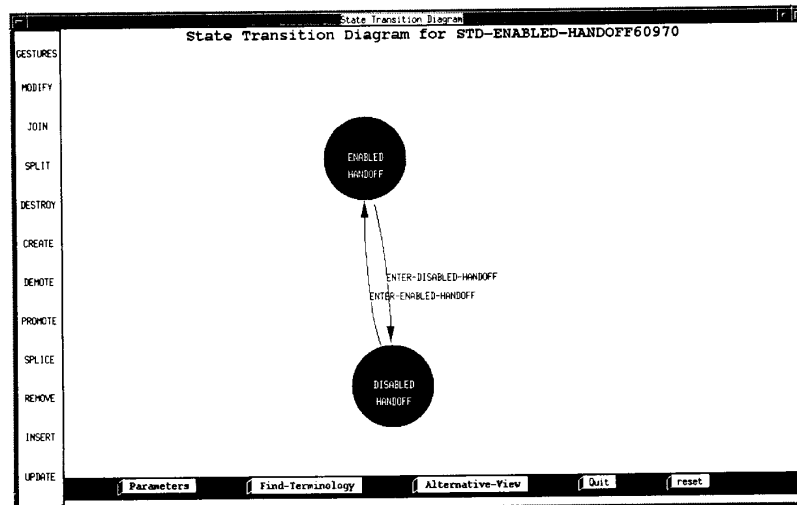 State Transition Diagram
State Transition Diagram for STD-ENABLED-HANDOFF60970
GESTURES
MODIFY
JOIN
SPLIT
DESTROY
CREATE
DEMOTE
PROMOTE
SPLICE
REMOVE
INSERT
UPDATE
ENABLED
HANDOFF
ENTER-DISABLED-HANDOFF
ENTER-ENABLED-HANDOFF
DISABLED
HANDOFF
Parameters
Find-Terminology
Alternative-View
Quit
reset